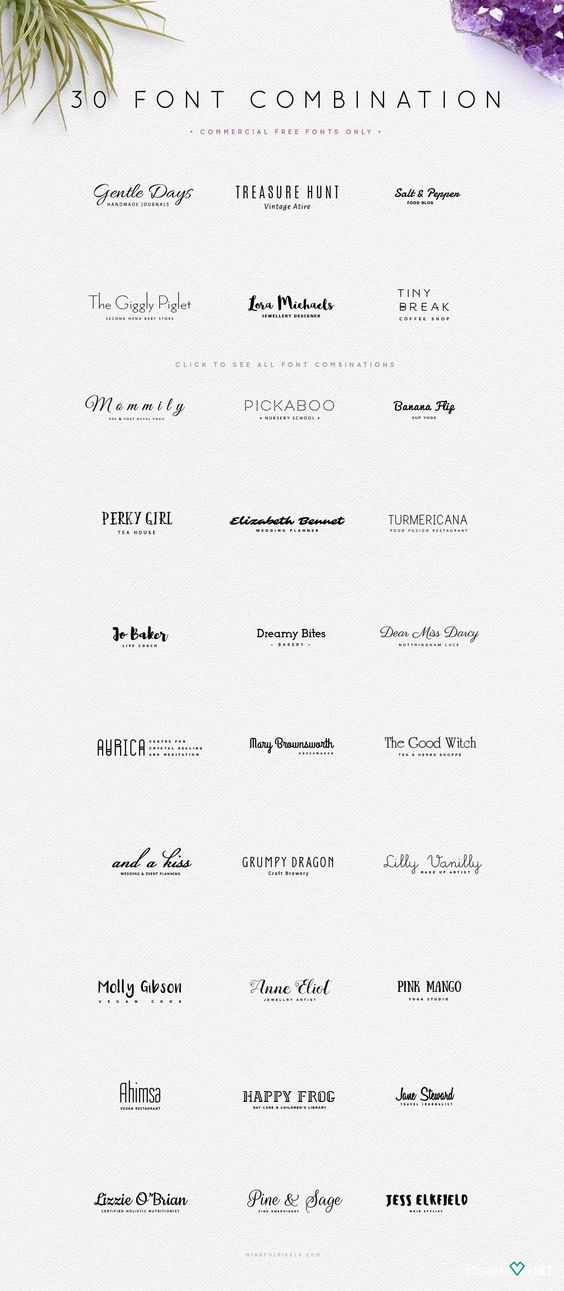 30 FONT COMBINATION
• COMMERCIAL FREE FONTS ONLY •
Gentle Days
HANDMADE JOURNALS
TREASURE HUNT
Vintage Atire
Salt & Pepper
FOOD BLOG
The Giggly Piglet
SECOND HAND BABY STORE
Lora Michaels
JEWELLERY DESIGNER
TINY
BREAK
COFFEE SHOP
CLICK TO SEE ALL FONT COMBINATIONS
Mommily
PRE & POST NATAL YOGA
PICKABOO
• NURSERY SCHOOL •
Banana Flip
SUP YOGA
PERKY GIRL
TEA HOUSE
Elizabeth Bennet
WEDDING PLANNER
TURMERICANA
FOOD FUSION RESTAURANT
Jo Baker
LIFE COACH
Dreamy Bites
- BAKERY -
Dear Miss Darcy
NOTTHINGHAM LACE
AURICA
CENTRE FOR
CRYSTAL HEALING
AND MEDITATION
Mary Brownsworth
DRESSMAKER
The Good Witch
TEA & HERBS SHOPPE
and a kiss
WEDDING & EVENT PLANNING
GRUMPY DRAGON
Craft Brewery
Lilly Vanilly
MAKE UP ARTIST
Molly Gibson
VEGAN COOK
Anne Eliot
JEWELLRY ARTIST
PINK MANGO
YOGA STUDIO
Ahimsa
VEGAN RESTAURANT
HAPPY FROG
DAY CARE & CHILDREN'S LIBRARY
Jane Steward
TRAVEL JOURNALIST
Lizzie O'Brian
CERTIFIED HOLISTIC NUTRITIONIST
Pine & Sage
FINE EMBROIDERY
JESS ELKFIELD
HAIR STYLIST
MINDFULPIXELS.COM